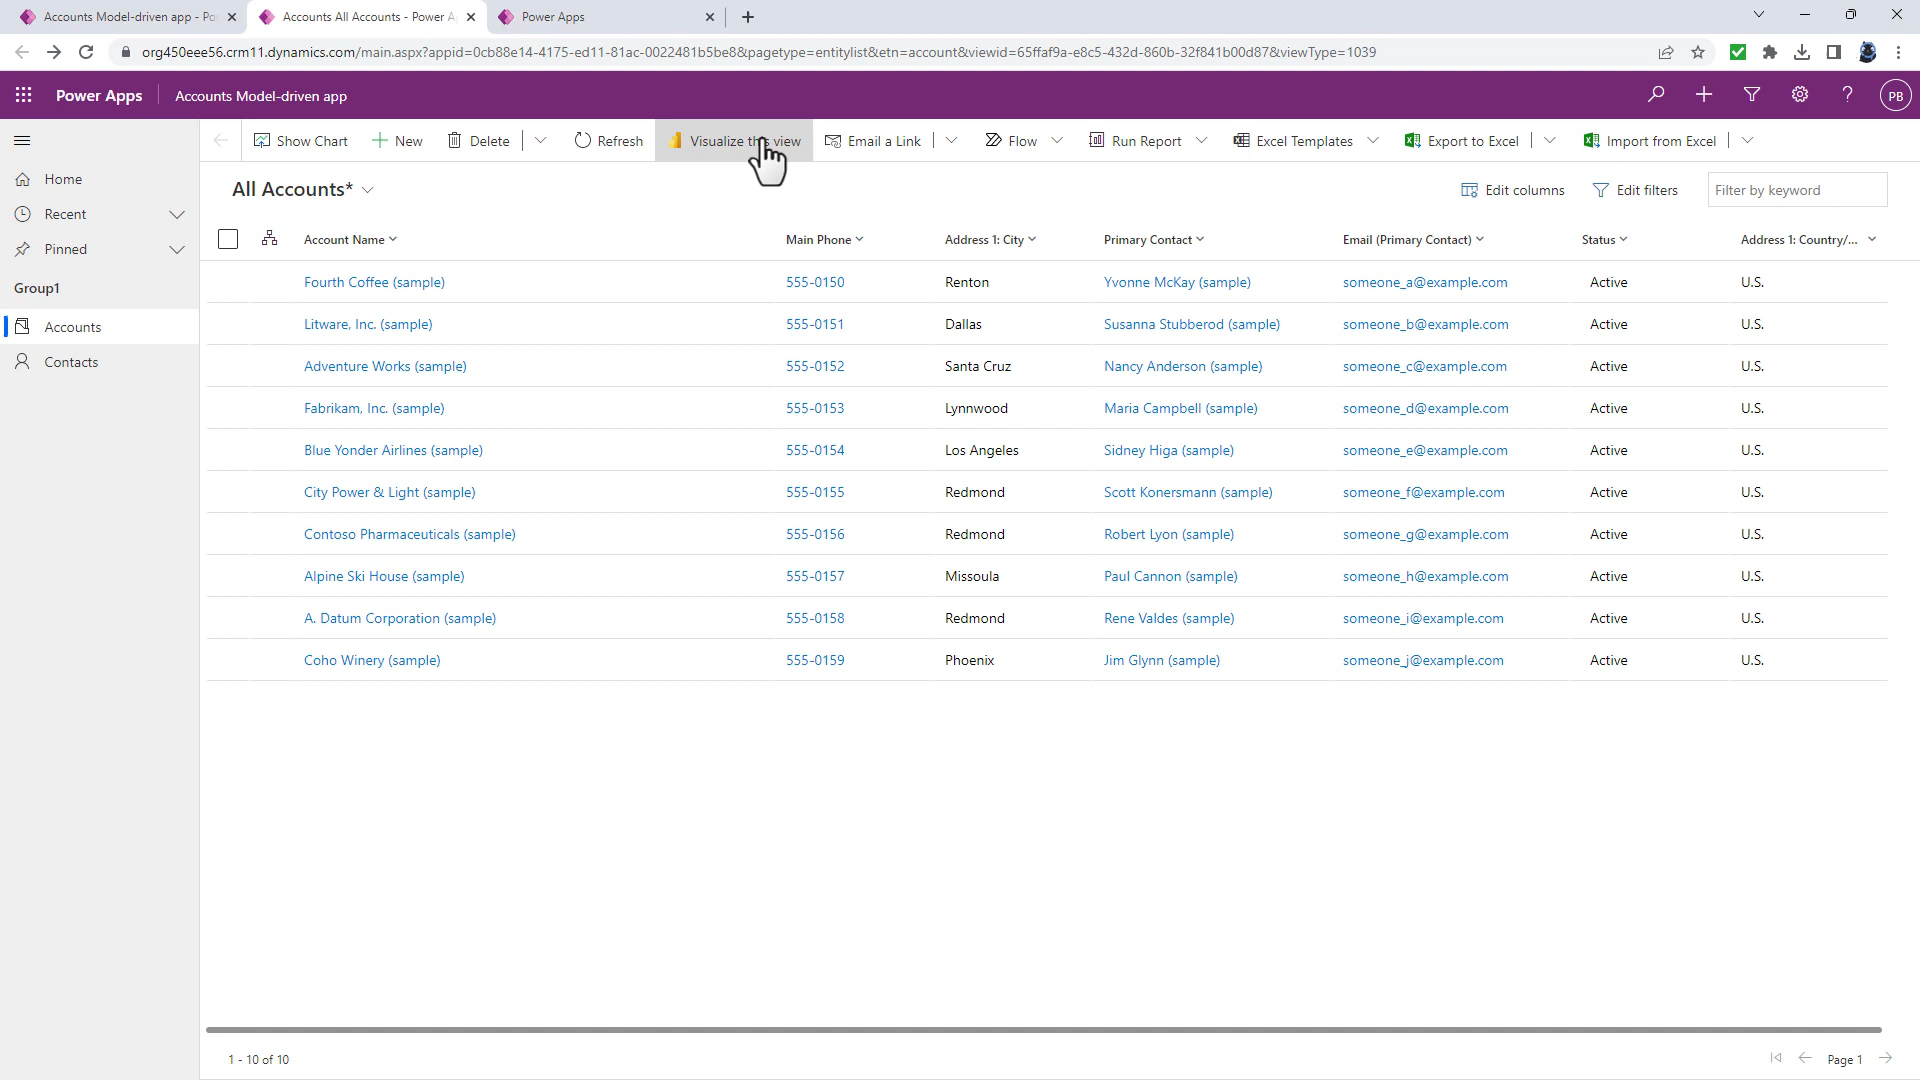 Accounts Model-driven app - Po
Accounts All Accounts - Power A
Power Apps
org450eee56.crm11.dynamics.com/main.aspx?appid=0cb88e14-4175-ed11-81ac-0022481b5be8&pagetype=entitylist&etn=account&viewid=65ffaf9a-e8c5-432d-860b-32f841b00d87&viewType=1039
Power Apps Accounts Model-driven app PB
Show Chart New Delete Refresh Visualize this view Email a Link Flow Run Report Excel Templates Export to Excel Import from Excel
Home
Recent
Pinned
Group1
Accounts
Contacts
All Accounts* Edit columns Edit filters Filter by keyword
Account Name Main Phone Address 1: City Primary Contact Email (Primary Contact) Status Address 1: Country/...
Fourth Coffee (sample) 555-0150 Renton Yvonne McKay (sample) someone_a@example.com Active U.S.
Litware, Inc. (sample) 555-0151 Dallas Susanna Stubberod (sample) someone_b@example.com Active U.S.
Adventure Works (sample) 555-0152 Santa Cruz Nancy Anderson (sample) someone_c@example.com Active U.S.
Fabrikam, Inc. (sample) 555-0153 Lynnwood Maria Campbell (sample) someone_d@example.com Active U.S.
Blue Yonder Airlines (sample) 555-0154 Los Angeles Sidney Higa (sample) someone_e@example.com Active U.S.
City Power & Light (sample) 555-0155 Redmond Scott Konersmann (sample) someone_f@example.com Active U.S.
Contoso Pharmaceuticals (sample) 555-0156 Redmond Robert Lyon (sample) someone_g@example.com Active U.S.
Alpine Ski House (sample) 555-0157 Missoula Paul Cannon (sample) someone_h@example.com Active U.S.
A. Datum Corporation (sample) 555-0158 Redmond Rene Valdes (sample) someone_i@example.com Active U.S.
Coho Winery (sample) 555-0159 Phoenix Jim Glynn (sample) someone_j@example.com Active U.S.
1 - 10 of 10 Page 1